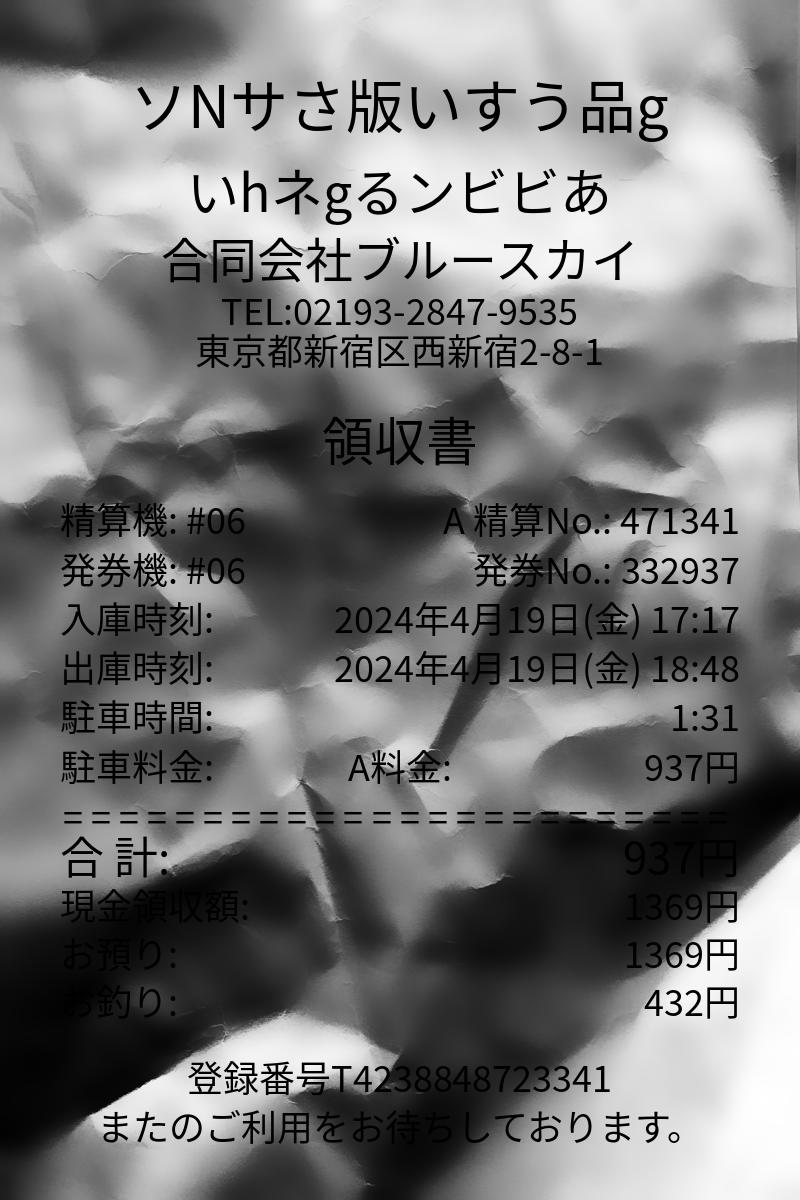 ソNサさ版いすう品g
いhネgるンビビあ
合同会社ブルースカイ
TEL:02193-2847-9535
東京都新宿区西新宿2-8-1
領収書
精算機: #06 A 精算No.: 471341
発券機: #06 発券No.: 332937
入庫時刻: 2024年4月19日(金) 17:17
出庫時刻: 2024年4月19日(金) 18:48
駐車時間: 1:31
駐車料金: A料金: 937円
========================
合 計: 937円
現金領収額: 1369円
お預り: 1369円
お釣り: 432円
登録番号T4238848723341
またのご利用をお待ちしております。